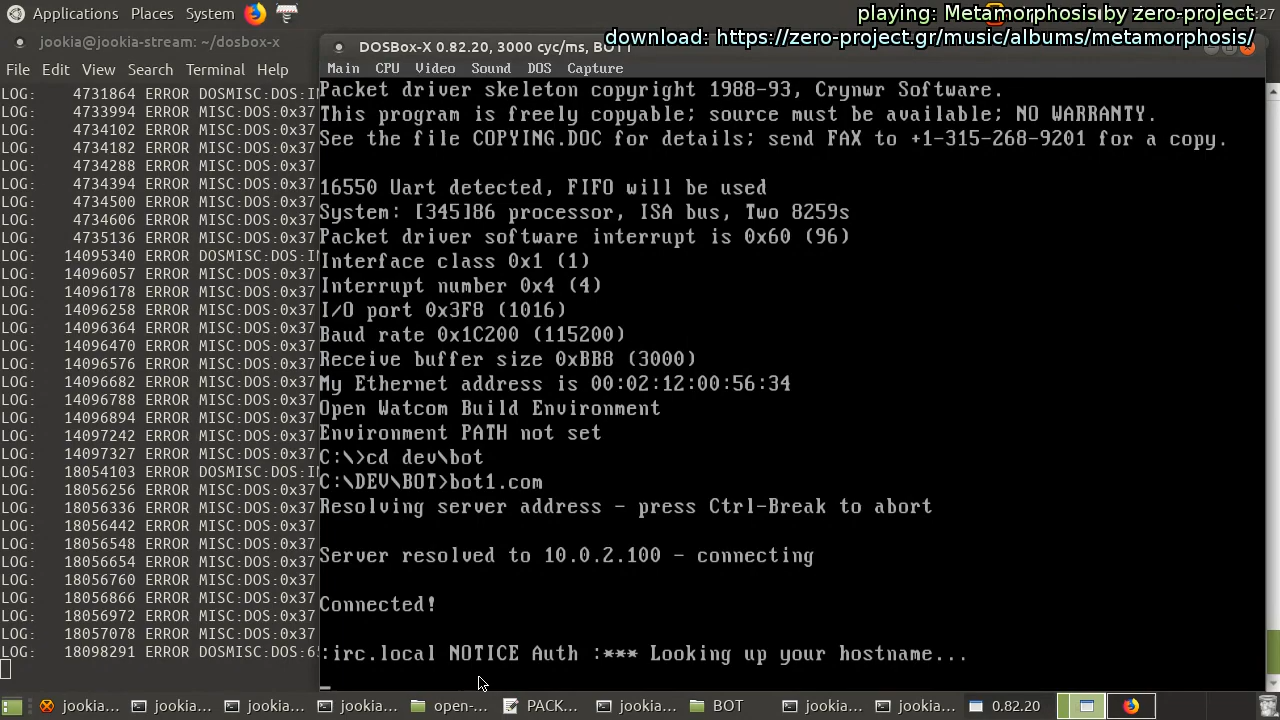 Applications Places System
playing: Metamorphosis by zero-project
:27
download: https://zero-project.gr/music/albums/metamorphosis/
jookia@jookia-stream: ~/dosbox-x
File Edit View Search Terminal Help
LOG: 4731864 ERROR DOSMISC:DOS:IN
LOG: 4733994 ERROR MISC:DOS:0x37
LOG: 4734102 ERROR MISC:DOS:0x37
LOG: 4734182 ERROR MISC:DOS:0x37
LOG: 4734288 ERROR MISC:DOS:0x37
LOG: 4734394 ERROR MISC:DOS:0x37
LOG: 4734500 ERROR MISC:DOS:0x37
LOG: 4734606 ERROR MISC:DOS:0x37
LOG: 4735136 ERROR MISC:DOS:0x37
LOG: 14095340 ERROR DOSMISC:DOS:IN
LOG: 14096057 ERROR MISC:DOS:0x37
LOG: 14096178 ERROR MISC:DOS:0x37
LOG: 14096258 ERROR MISC:DOS:0x37
LOG: 14096364 ERROR MISC:DOS:0x37
LOG: 14096470 ERROR MISC:DOS:0x37
LOG: 14096576 ERROR MISC:DOS:0x37
LOG: 14096682 ERROR MISC:DOS:0x37
LOG: 14096788 ERROR MISC:DOS:0x37
LOG: 14096894 ERROR MISC:DOS:0x37
LOG: 14097242 ERROR MISC:DOS:0x37
LOG: 14097327 ERROR MISC:DOS:0x37
LOG: 18054103 ERROR DOSMISC:DOS:IN
LOG: 18056256 ERROR MISC:DOS:0x37
LOG: 18056336 ERROR MISC:DOS:0x37
LOG: 18056442 ERROR MISC:DOS:0x37
LOG: 18056548 ERROR MISC:DOS:0x37
LOG: 18056654 ERROR MISC:DOS:0x37
LOG: 18056760 ERROR MISC:DOS:0x37
LOG: 18056866 ERROR MISC:DOS:0x37
LOG: 18056972 ERROR MISC:DOS:0x37
LOG: 18057078 ERROR MISC:DOS:0x37
LOG: 18098291 ERROR DOSMISC:DOS:6
DOSBox-X 0.82.20, 3000 cyc/ms, BOT1
Main CPU Video Sound DOS Capture
Packet driver skeleton copyright 1988-93, Crynwr Software.
This program is freely copyable; source must be available; NO WARRANTY.
See the file COPYING.DOC for details; send FAX to +1-315-268-9201 for a copy.
16550 Uart detected, FIFO will be used
System: [345]86 processor, ISA bus, Two 8259s
Packet driver software interrupt is 0x60 (96)
Interface class 0x1 (1)
Interrupt number 0x4 (4)
I/O port 0x3F8 (1016)
Baud rate 0x1C200 (115200)
Receive buffer size 0xBB8 (3000)
My Ethernet address is 00:02:12:00:56:34
Open Watcom Build Environment
Environment PATH not set
C:\>cd dev\bot
C:\DEV\BOT>bot1.com
Resolving server address - press Ctrl-Break to abort
Server resolved to 10.0.2.100 - connecting
Connected!
:irc.local NOTICE Auth :*** Looking up your hostname...
jookia... jookia... jookia... jookia... open-... PACK... jookia... BOT jookia... jookia... 0.82.20